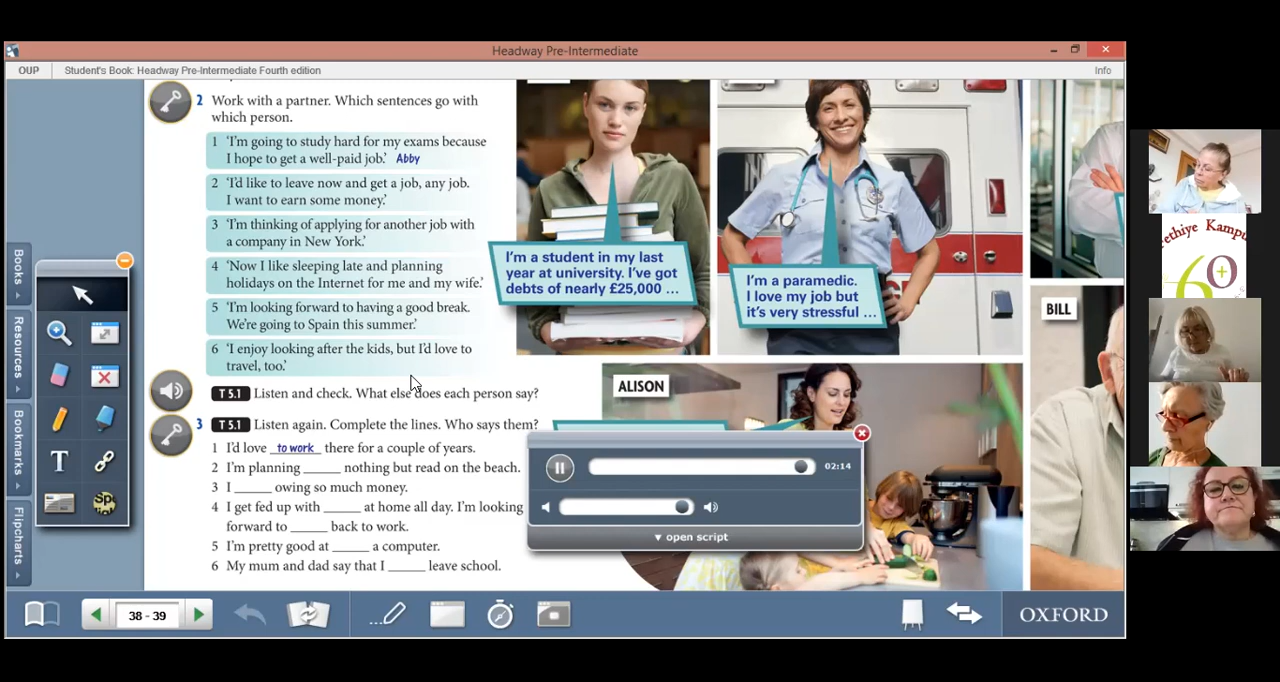 Headway Pre-Intermediate
OUP
Student's Book: Headway Pre-Intermediate Fourth edition
Info
2 Work with a partner. Which sentences go with
which person.
1 'I'm going to study hard for my exams because
I hope to get a well-paid job.' Abby
2 'I'd like to leave now and get a job, any job.
I want to earn some money.'
3 'I'm thinking of applying for another job with
a company in New York.'
4 'Now I like sleeping late and planning
holidays on the Internet for me and my wife.'
5 'I'm looking forward to having a good break.
We're going to Spain this summer.'
6 'I enjoy looking after the kids, but I'd love to
travel, too.'
T 5.1 Listen and check. What else does each person say?
3 T 5.1 Listen again. Complete the lines. Who says them?
1 I'd love to work there for a couple of years.
2 I'm planning ______ nothing but read on the beach.
3 I ______ owing so much money.
4 I get fed up with ______ at home all day. I'm looking
forward to ______ back to work.
5 I'm pretty good at ______ a computer.
6 My mum and dad say that I ______ leave school.
I'm a student in my last
year at university. I've got
debts of nearly £25,000 ...
I'm a paramedic.
I love my job but
it's very stressful ...
BILL
ALISON
02:14
▼ open script
Books
Resources
Bookmarks
Flipcharts
T
Sp
38 - 39
OXFORD
ethiye Kampu
60